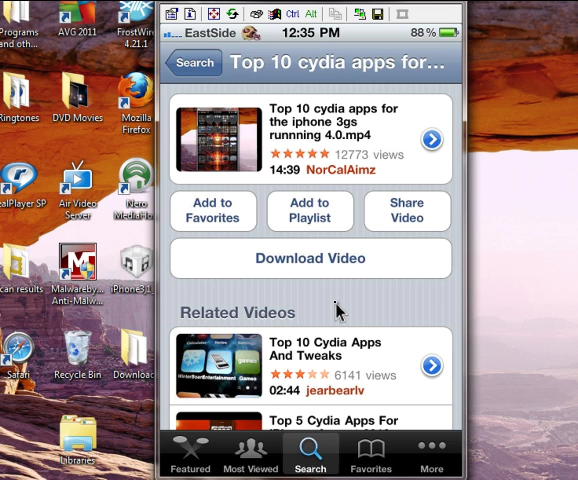 Programs
and oth...
AVG 2011
FrostWire
4.21.1
Ringtones
DVD Movies
Mozilla
Firefox
RealPlayer SP
Air Video
Server
Nero
MediaHo
can results
Malwareby...
Anti-Malw...
iPhone3,1_
Safari
Recycle Bin
Download
Libraries
Ctrl Alt
EastSide
12:35 PM
88%
Search
Top 10 cydia apps for...
Top 10 cydia apps for
the iphone 3gs
runnning 4.0.mp4
12773 views
14:39 NorCalAimz
Add to
Favorites
Add to
Playlist
Share
Video
Download Video
Related Videos
Top 10 Cydia Apps
And Tweaks
6141 views
02:44 jearbearlv
Top 5 Cydia Apps For
Featured
Most Viewed
Search
Favorites
More